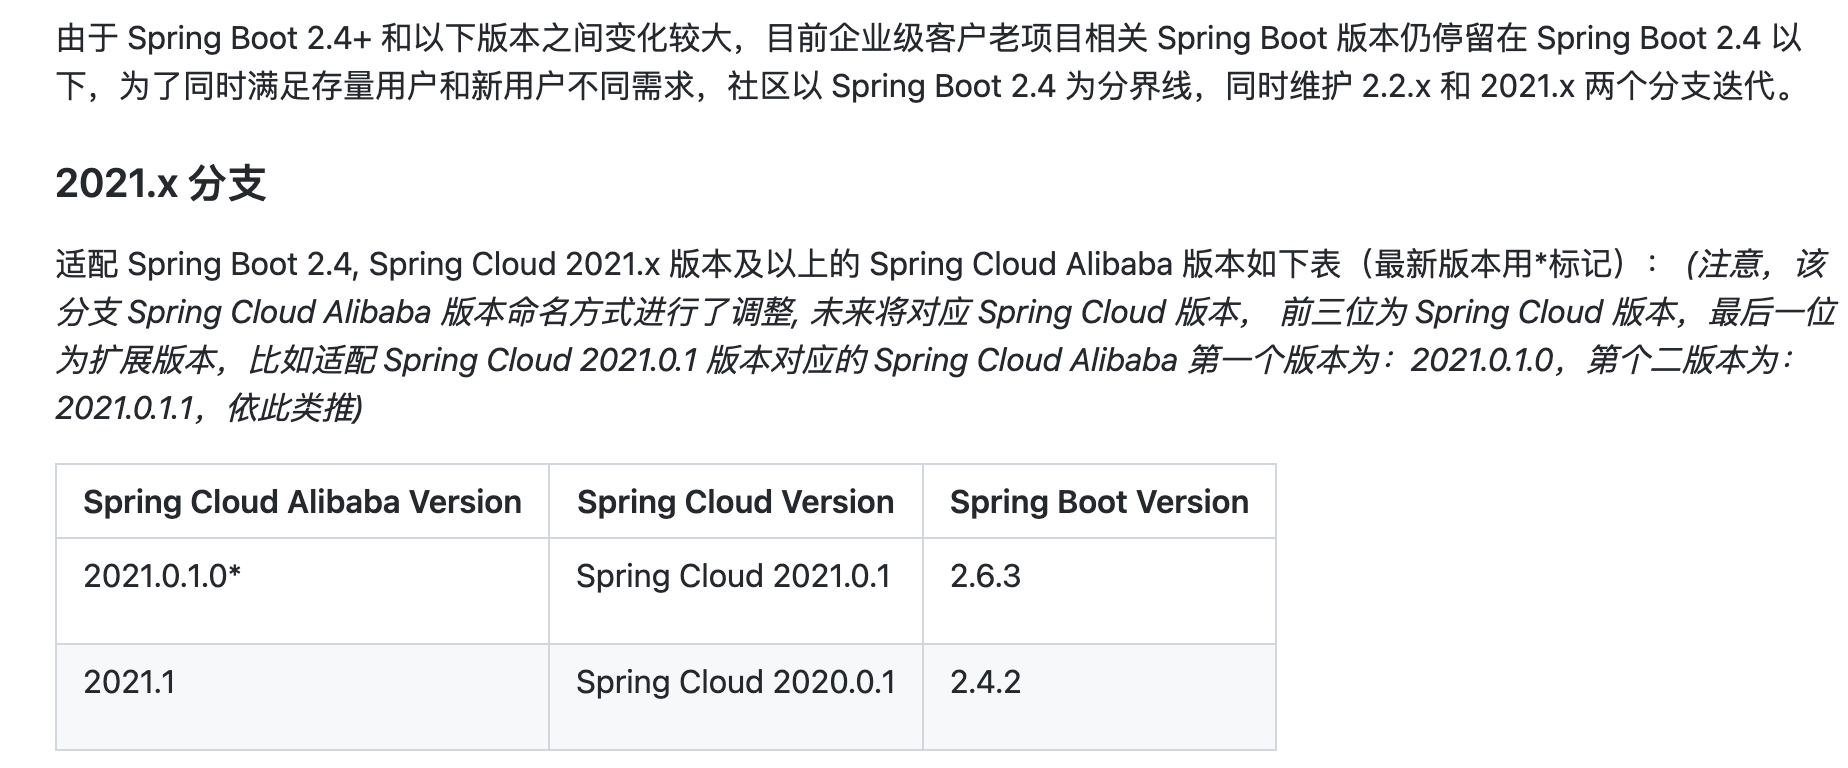 由于 Spring Boot 2.4+ 和以下版本之间变化较大，目前企业级客户老项目相关 Spring Boot 版本仍停留在 Spring Boot 2.4 以
下，为了同时满足存量用户和新用户不同需求，社区以 Spring Boot 2.4 为分界线，同时维护 2.2.x 和 2021.x 两个分支迭代。
2021.x 分支
适配 Spring Boot 2.4, Spring Cloud 2021.x 版本及以上的 Spring Cloud Alibaba 版本如下表（最新版本用*标记）： (注意，该
分支 Spring Cloud Alibaba 版本命名方式进行了调整, 未来将对应 Spring Cloud 版本， 前三位为 Spring Cloud 版本，最后一位
为扩展版本，比如适配 Spring Cloud 2021.0.1 版本对应的 Spring Cloud Alibaba 第一个版本为：2021.0.1.0，第个二版本为：
2021.0.1.1，依此类推)
Spring Cloud Alibaba Version Spring Cloud Version Spring Boot Version
2021.0.1.0* Spring Cloud 2021.0.1 2.6.3
2021.1 Spring Cloud 2020.0.1 2.4.2